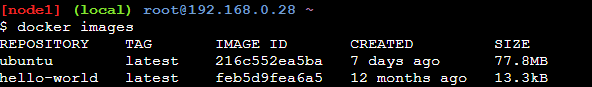 [node1] (local) root@192.168.0.28 ~
$ docker images
REPOSITORY TAG IMAGE ID CREATED SIZE
ubuntu latest 216c552ea5ba 7 days ago 77.8MB
hello-world latest feb5d9fea6a5 12 months ago 13.3kB